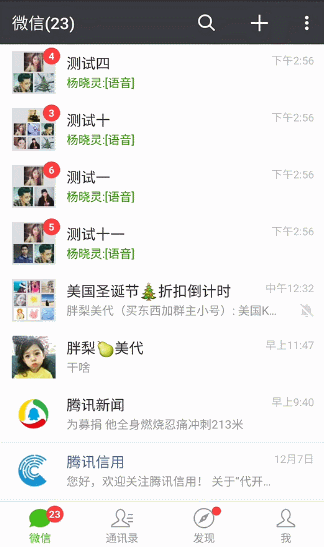 微信(23)
4
测试四
下午2:56
杨晓灵:[语音]
3
测试十
下午2:56
杨晓灵:[语音]
6
测试一
下午2:56
杨晓灵:[语音]
5
测试十一
下午2:56
杨晓灵:[语音]
美国圣诞节🎄折扣倒计时
中午12:32
胖梨美代（买东西加群主小号）: 美国K...
胖梨🍐美代
早上11:47
干啥
腾讯新闻
早上9:40
为募捐 他全身燃烧忍痛冲刺213米
腾讯信用
12月7日
您好，欢迎关注腾讯信用！ 关于“代开...
23
微信
通讯录
发现
我